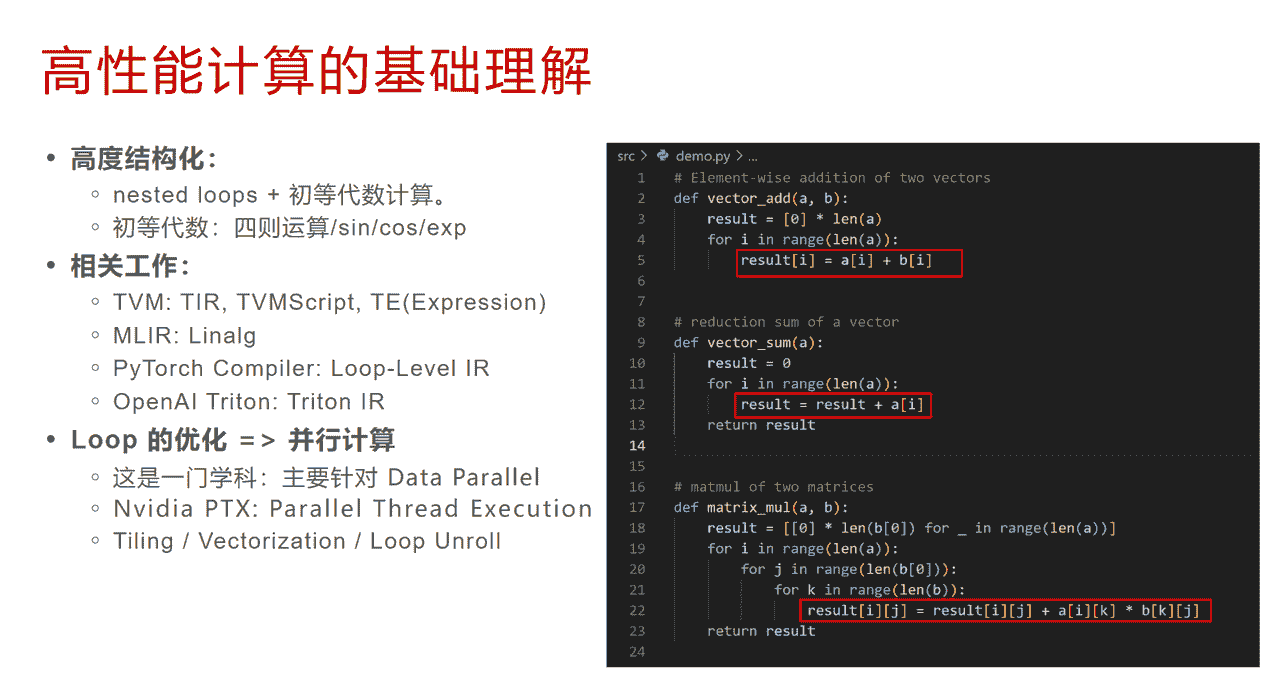 高性能计算的基础理解
• 高度结构化：
◦ nested loops + 初等代数计算。
◦ 初等代数：四则运算/sin/cos/exp
• 相关工作：
◦ TVM: TIR, TVMScript, TE(Expression)
◦ MLIR: Linalg
◦ PyTorch Compiler: Loop-Level IR
◦ OpenAI Triton: Triton IR
• Loop 的优化 => 并行计算
◦ 这是一门学科：主要针对 Data Parallel
◦ Nvidia PTX: Parallel Thread Execution
◦ Tiling / Vectorization / Loop Unroll
src > demo.py > ...
1 # Element-wise addition of two vectors
2 def vector_add(a, b):
3     result = [0] * len(a)
4     for i in range(len(a)):
5         result[i] = a[i] + b[i]
6
7
8 # reduction sum of a vector
9 def vector_sum(a):
10     result = 0
11     for i in range(len(a)):
12         result = result + a[i]
13     return result
14
15
16 # matmul of two matrices
17 def matrix_mul(a, b):
18     result = [[0] * len(b[0]) for _ in range(len(a))]
19     for i in range(len(a)):
20         for j in range(len(b[0])):
21             for k in range(len(b)):
22                 result[i][j] = result[i][j] + a[i][k] * b[k][j]
23     return result
24